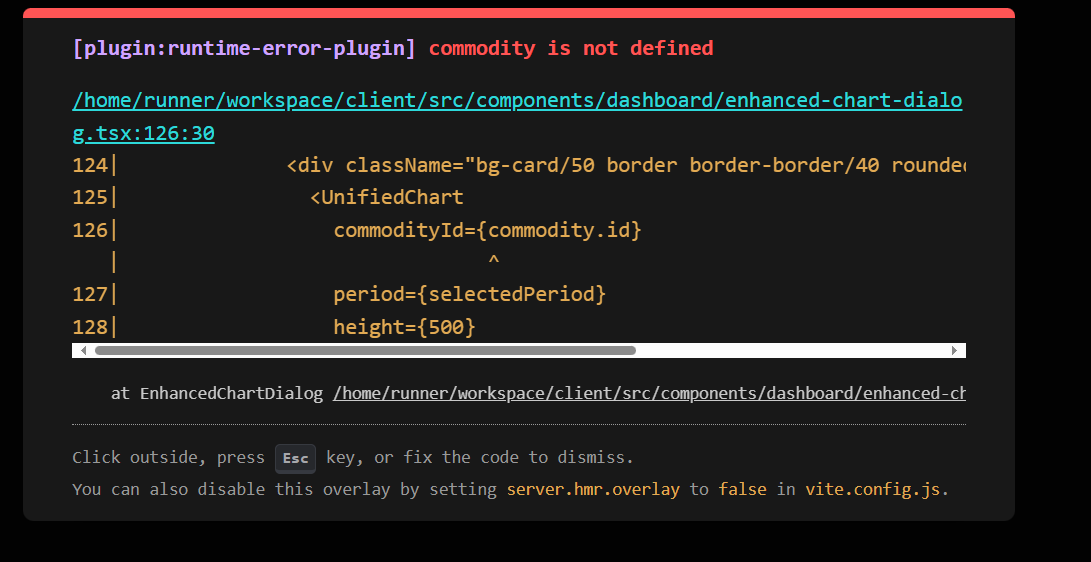 [plugin:runtime-error-plugin] commodity is not defined
/home/runner/workspace/client/src/components/dashboard/enhanced-chart-dialo
g.tsx:126:30
124|               <div className="bg-card/50 border border-border/40 rounded
125|                 <UnifiedChart
126|                   commodityId={commodity.id}
   |                                ^
127|                   period={selectedPeriod}
128|                   height={500}
at EnhancedChartDialog /home/runner/workspace/client/src/components/dashboard/enhanced-ch
Click outside, press Esc key, or fix the code to dismiss.
You can also disable this overlay by setting server.hmr.overlay to false in vite.config.js.